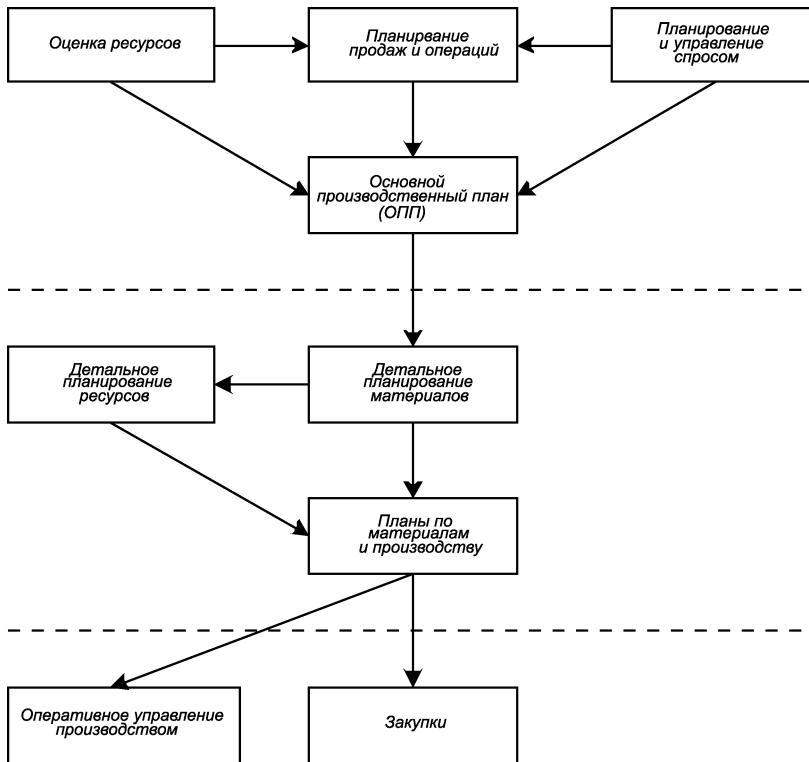 Оценка ресурсов
Планирвание
продаж и операций
Планирование
и управление
спросом
Основной
производственный план
(ОПП)
Детальное
планирование
ресурсов
Детальное
планирование
материалов
Планы по
материалам
и производству
Оперативное управление
производством
Закупки